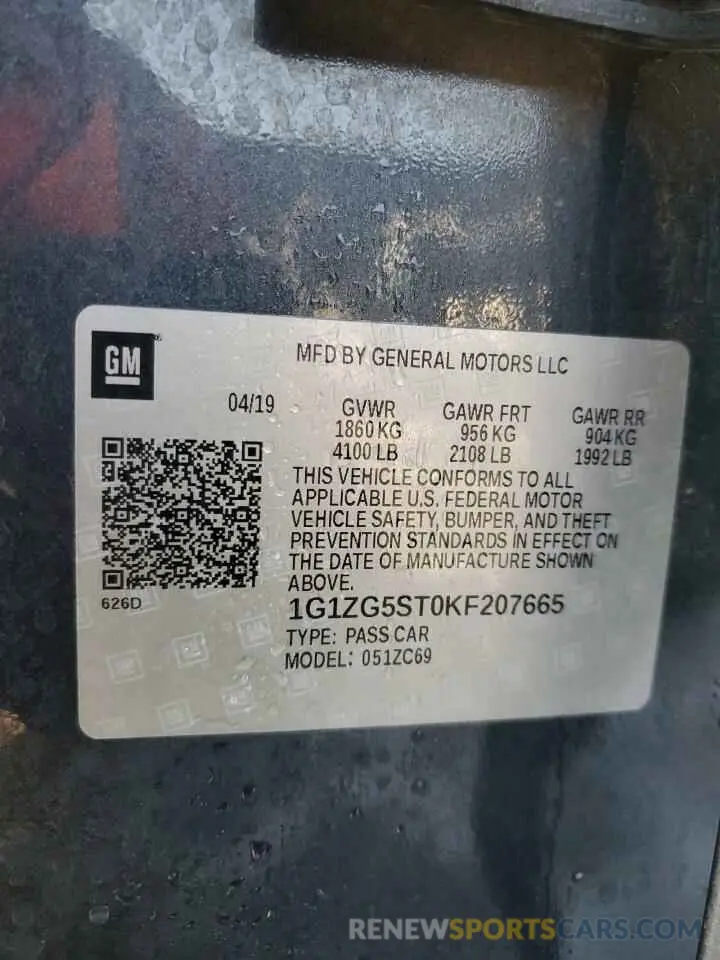 GM
MFD BY GENERAL MOTORS LLC
04/19 GVWR GAWR FRT GAWR RR
1860 KG 956 KG 904 KG
4100 LB 2108 LB 1992 LB
THIS VEHICLE CONFORMS TO ALL
APPLICABLE U.S. FEDERAL MOTOR
VEHICLE SAFETY, BUMPER, AND THEFT
PREVENTION STANDARDS IN EFFECT ON
THE DATE OF MANUFACTURE SHOWN
ABOVE.
626D
1G1ZG5ST0KF207665
TYPE: PASS CAR
MODEL: 051ZC69
RENEWSPORTSCARS.COM